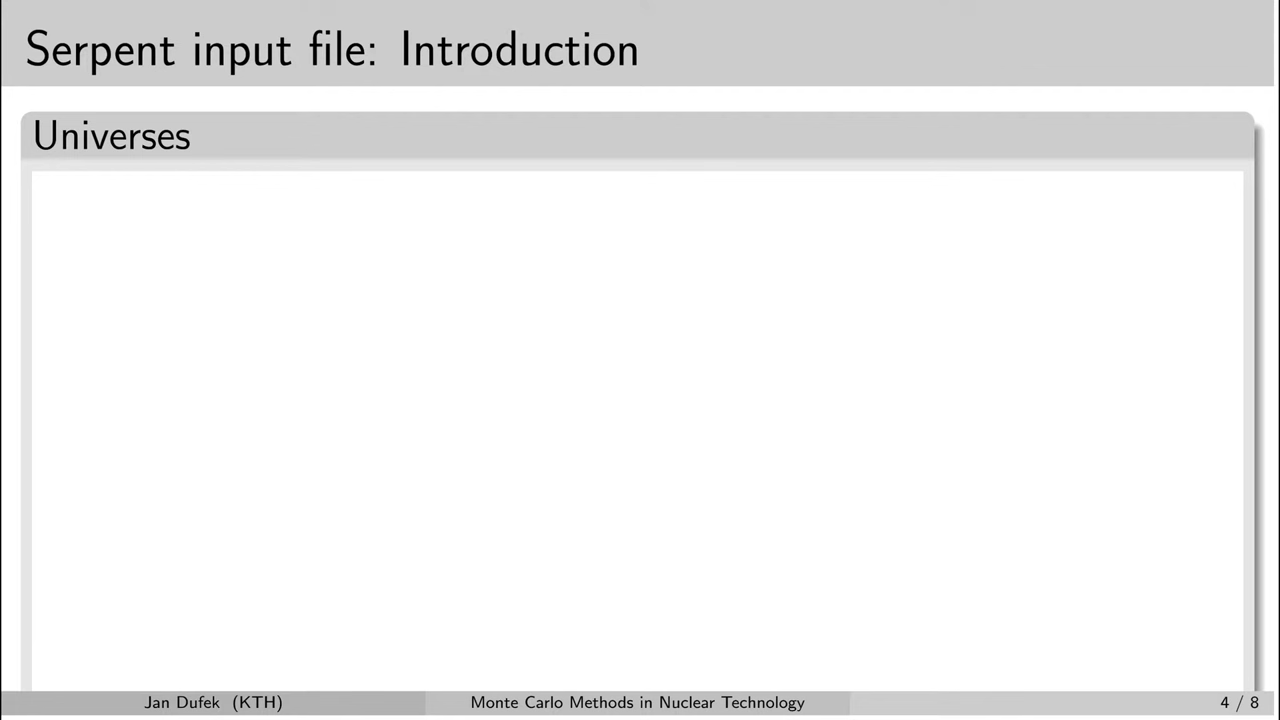 Serpent input file: Introduction
Universes
Jan Dufek (KTH)
Monte Carlo Methods in Nuclear Technology
4 / 8